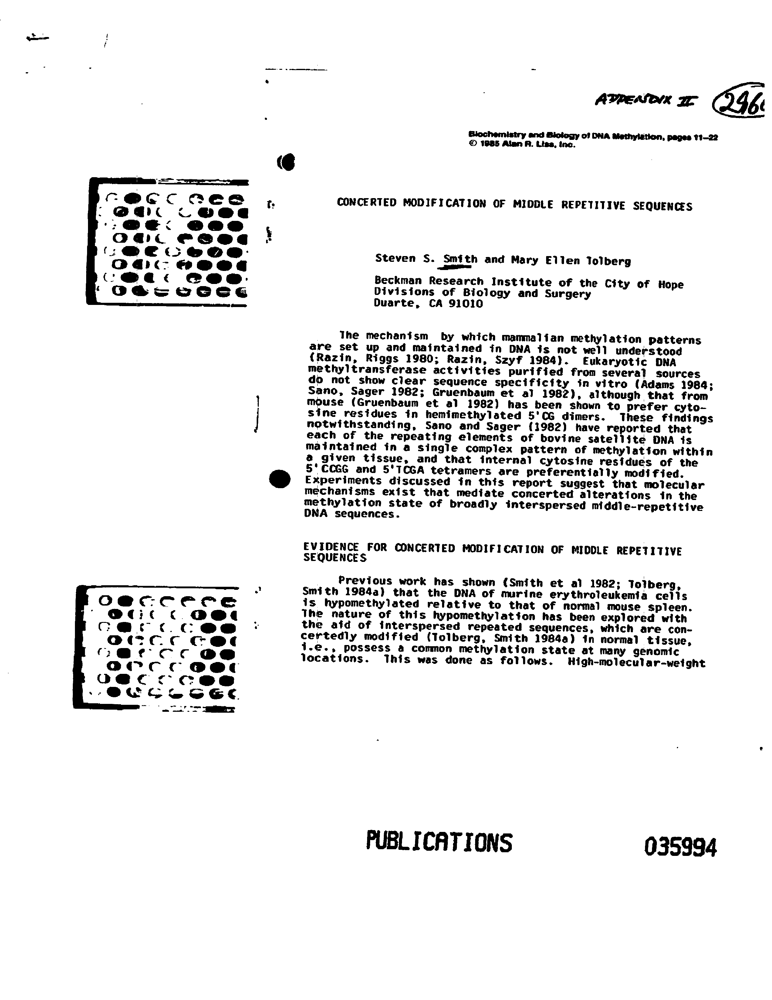 APPENDIX II
Biochemistry and Biology of DNA Methylation, pages 11–22
© 1985 Alan R. Liss, Inc.
CONCERTED MODIFICATION OF MIDDLE REPETITIVE SEQUENCES
Steven S. Smith and Mary Ellen Tolberg
Beckman Research Institute of the City of Hope
Divisions of Biology and Surgery
Duarte, CA 91010
The mechanism by which mammalian methylation patterns
are set up and maintained in DNA is not well understood
(Razin, Riggs 1980; Razin, Szyf 1984). Eukaryotic DNA
methyltransferase activities purified from several sources
do not show clear sequence specificity in vitro (Adams 1984;
Sano, Sager 1982; Gruenbaum et al 1982), although that from
mouse (Gruenbaum et al 1982) has been shown to prefer cyto-
sine residues in hemimethylated 5'CG dimers. These findings
notwithstanding, Sano and Sager (1982) have reported that
each of the repeating elements of bovine satellite DNA is
maintained in a single complex pattern of methylation within
a given tissue, and that internal cytosine residues of the
5'CCGG and 5'TCGA tetramers are preferentially modified.
Experiments discussed in this report suggest that molecular
mechanisms exist that mediate concerted alterations in the
methylation state of broadly interspersed middle-repetitive
DNA sequences.
EVIDENCE FOR CONCERTED MODIFICATION OF MIDDLE REPETITIVE
SEQUENCES
Previous work has shown (Smith et al 1982; Tolberg,
Smith 1984a) that the DNA of murine erythroleukemia cells
is hypomethylated relative to that of normal mouse spleen.
The nature of this hypomethylation has been explored with
the aid of interspersed repeated sequences, which are con-
certedly modified (Tolberg, Smith 1984a) in normal tissue,
i.e., possess a common methylation state at many genomic
locations. This was done as follows. High-molecular-weight
PUBLICATIONS
035994